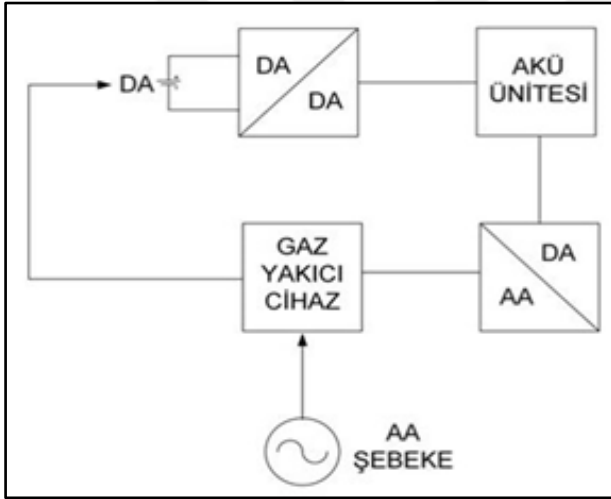 DA
DA
DA
AKÜ
ÜNİTESİ
GAZ
YAKICI
CİHAZ
DA
AA
AA
ŞEBEKE